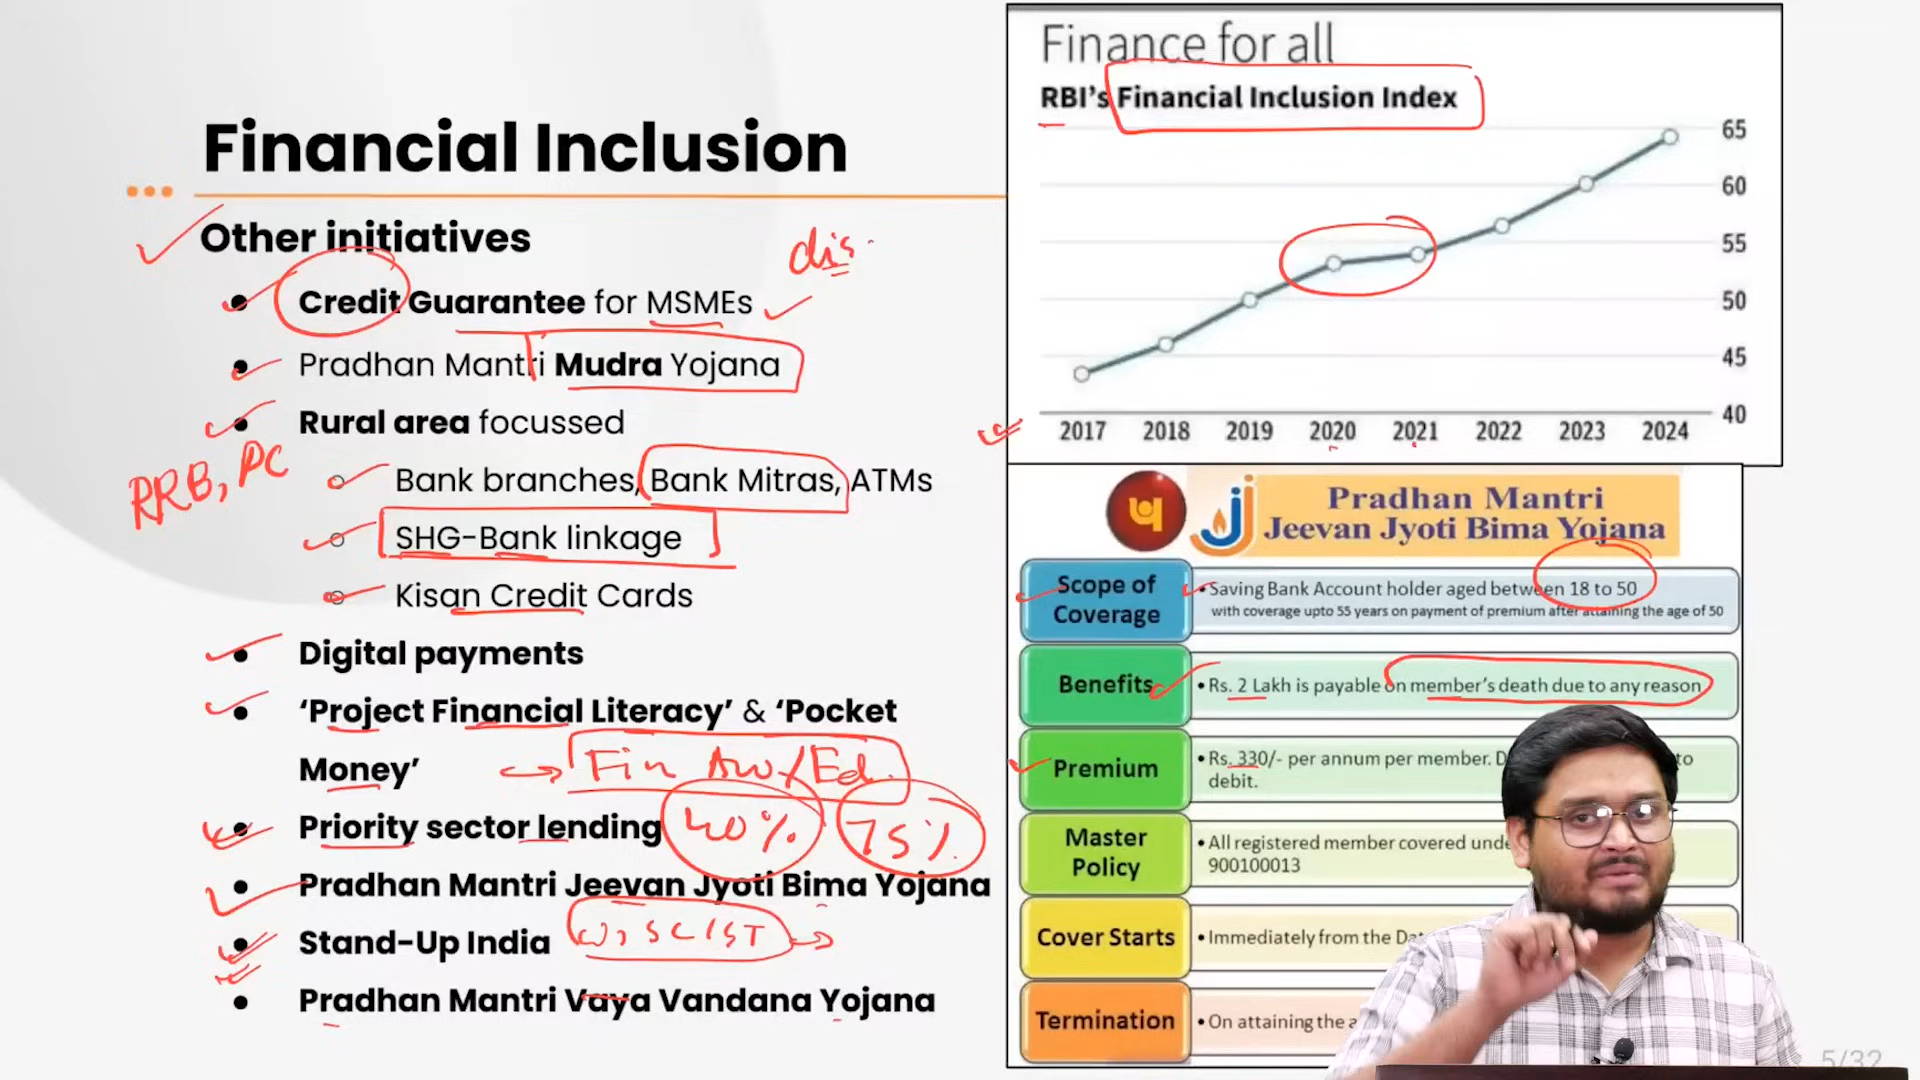 Financial Inclusion
Other initiatives
dis.
Credit Guarantee for MSMEs
Pradhan Mantri Mudra Yojana
Rural area focussed
RRB, PC
Bank branches, Bank Mitras, ATMs
SHG-Bank linkage
Kisan Credit Cards
Digital payments
‘Project Financial Literacy’ & ‘Pocket
Money’
Fin Aw/Ed.
Priority sector lending 40% 75%
Pradhan Mantri Jeevan Jyoti Bima Yojana
Stand-Up India W, SC/ST
Pradhan Mantri Vaya Vandana Yojana
Finance for all
RBI’s Financial Inclusion Index
65
60
55
50
45
40
2017 2018 2019 2020 2021 2022 2023 2024
Pradhan Mantri
Jeevan Jyoti Bima Yojana
Scope of
Coverage
•Saving Bank Account holder aged between 18 to 50
with coverage upto 55 years on payment of premium after attaining the age of 50
Benefits
•Rs. 2 Lakh is payable on member’s death due to any reason
Premium
•Rs. 330/- per annum per member.
to
debit.
Master
Policy
•All registered member covered
900100013
Cover Starts
•Immediately from the
Termination
•On attaining the
5/32